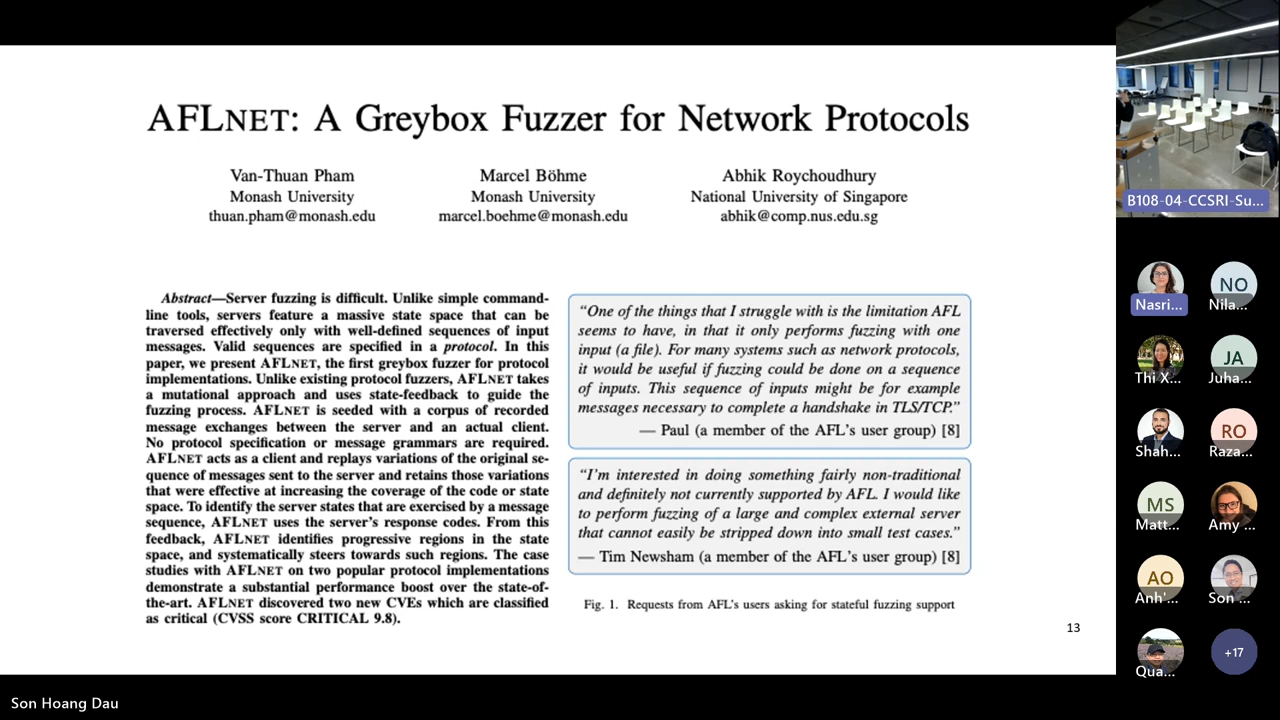 AFLNET: A Greybox Fuzzer for Network Protocols
Van-Thuan Pham
Monash University
thuan.pham@monash.edu
Marcel Böhme
Monash University
marcel.boehme@monash.edu
Abhik Roychoudhury
National University of Singapore
abhik@comp.nus.edu.sg
Abstract—Server fuzzing is difficult. Unlike simple command-
line tools, servers feature a massive state space that can be
traversed effectively only with well-defined sequences of input
messages. Valid sequences are specified in a protocol. In this
paper, we present AFLNET, the first greybox fuzzer for protocol
implementations. Unlike existing protocol fuzzers, AFLNET takes
a mutational approach and uses state-feedback to guide the
fuzzing process. AFLNET is seeded with a corpus of recorded
message exchanges between the server and an actual client.
No protocol specification or message grammars are required.
AFLNET acts as a client and replays variations of the original se-
quence of messages sent to the server and retains those variations
that were effective at increasing the coverage of the code or state
space. To identify the server states that are exercised by a message
sequence, AFLNET uses the server's response codes. From this
feedback, AFLNET identifies progressive regions in the state
space, and systematically steers towards such regions. The case
studies with AFLNET on two popular protocol implementations
demonstrate a substantial performance boost over the state-of-
the-art. AFLNET discovered two new CVEs which are classified
as critical (CVSS score CRITICAL 9.8).
"One of the things that I struggle with is the limitation AFL
seems to have, in that it only performs fuzzing with one
input (a file). For many systems such as network protocols,
it would be useful if fuzzing could be done on a sequence
of inputs. This sequence of inputs might be for example
messages necessary to complete a handshake in TLS/TCP."
— Paul (a member of the AFL's user group) [8]
"I'm interested in doing something fairly non-traditional
and definitely not currently supported by AFL. I would like
to perform fuzzing of a large and complex external server
that cannot easily be stripped down into small test cases."
— Tim Newsham (a member of the AFL's user group) [8]
Fig. 1. Requests from AFL's users asking for stateful fuzzing support
13
B108-04-CCSRI-Su...
Nasri...
NO
Nila...
Thi X...
JA
Juha...
Shah...
RO
Raza...
MS
Matt...
Amy ...
AO
Anh'...
Son ...
Qua...
+17
Son Hoang Dau